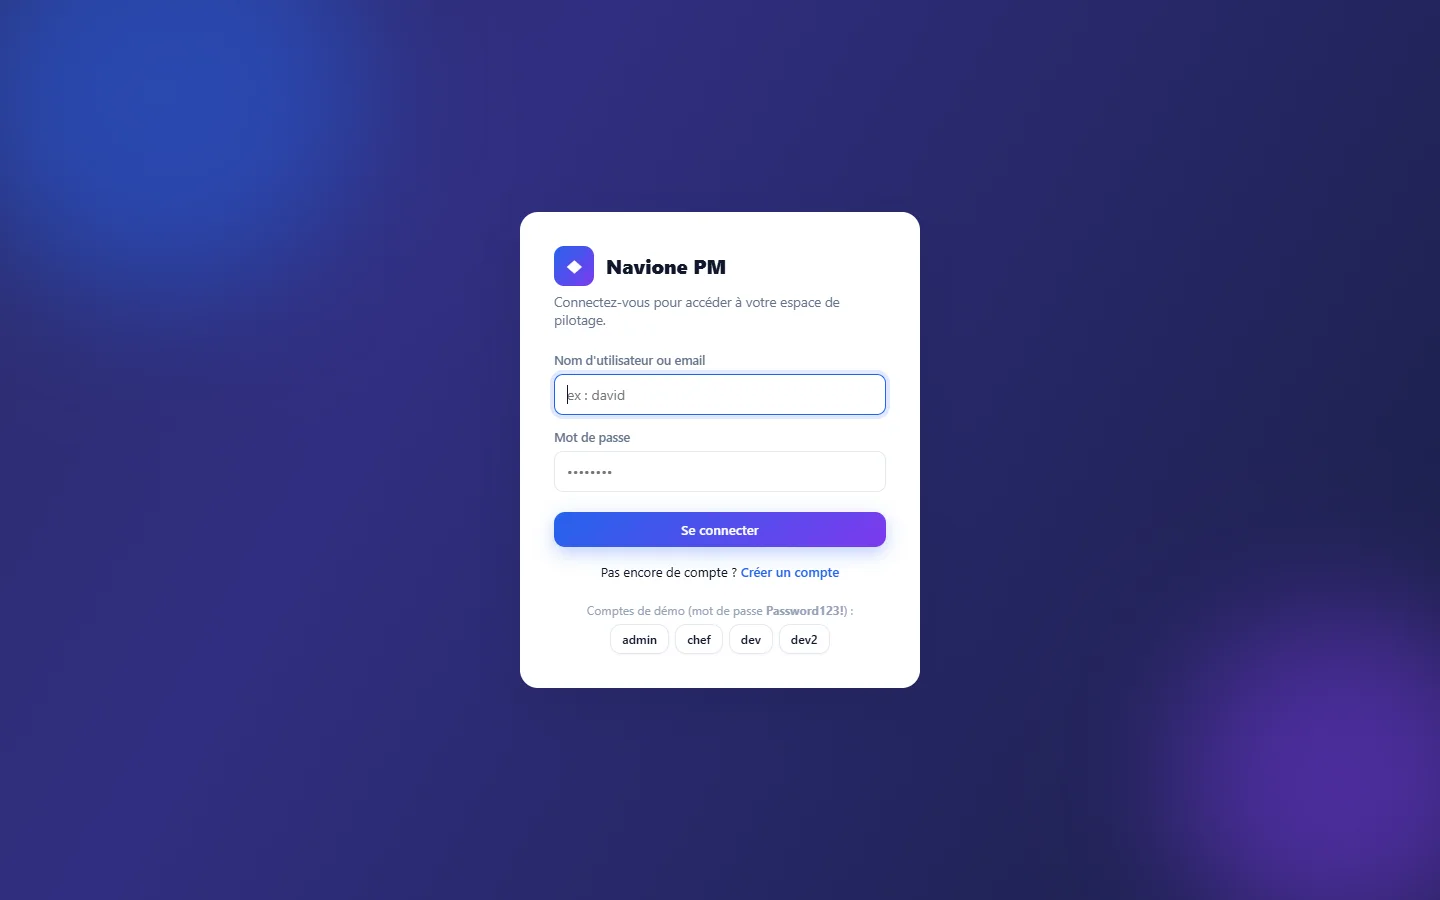 Navione PM
Connectez-vous pour accéder à votre espace de
pilotage.
Nom d'utilisateur ou email
ex : david
Mot de passe
••••••••
Se connecter
Pas encore de compte ? Créer un compte
Comptes de démo (mot de passe Password123!) :
admin chef dev dev2